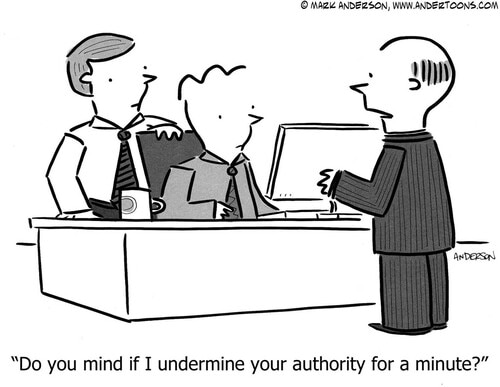 © MARK ANDERSON, WWW.ANDERTOONS.COM
ANDERSON
“Do you mind if I undermine your authority for a minute?”